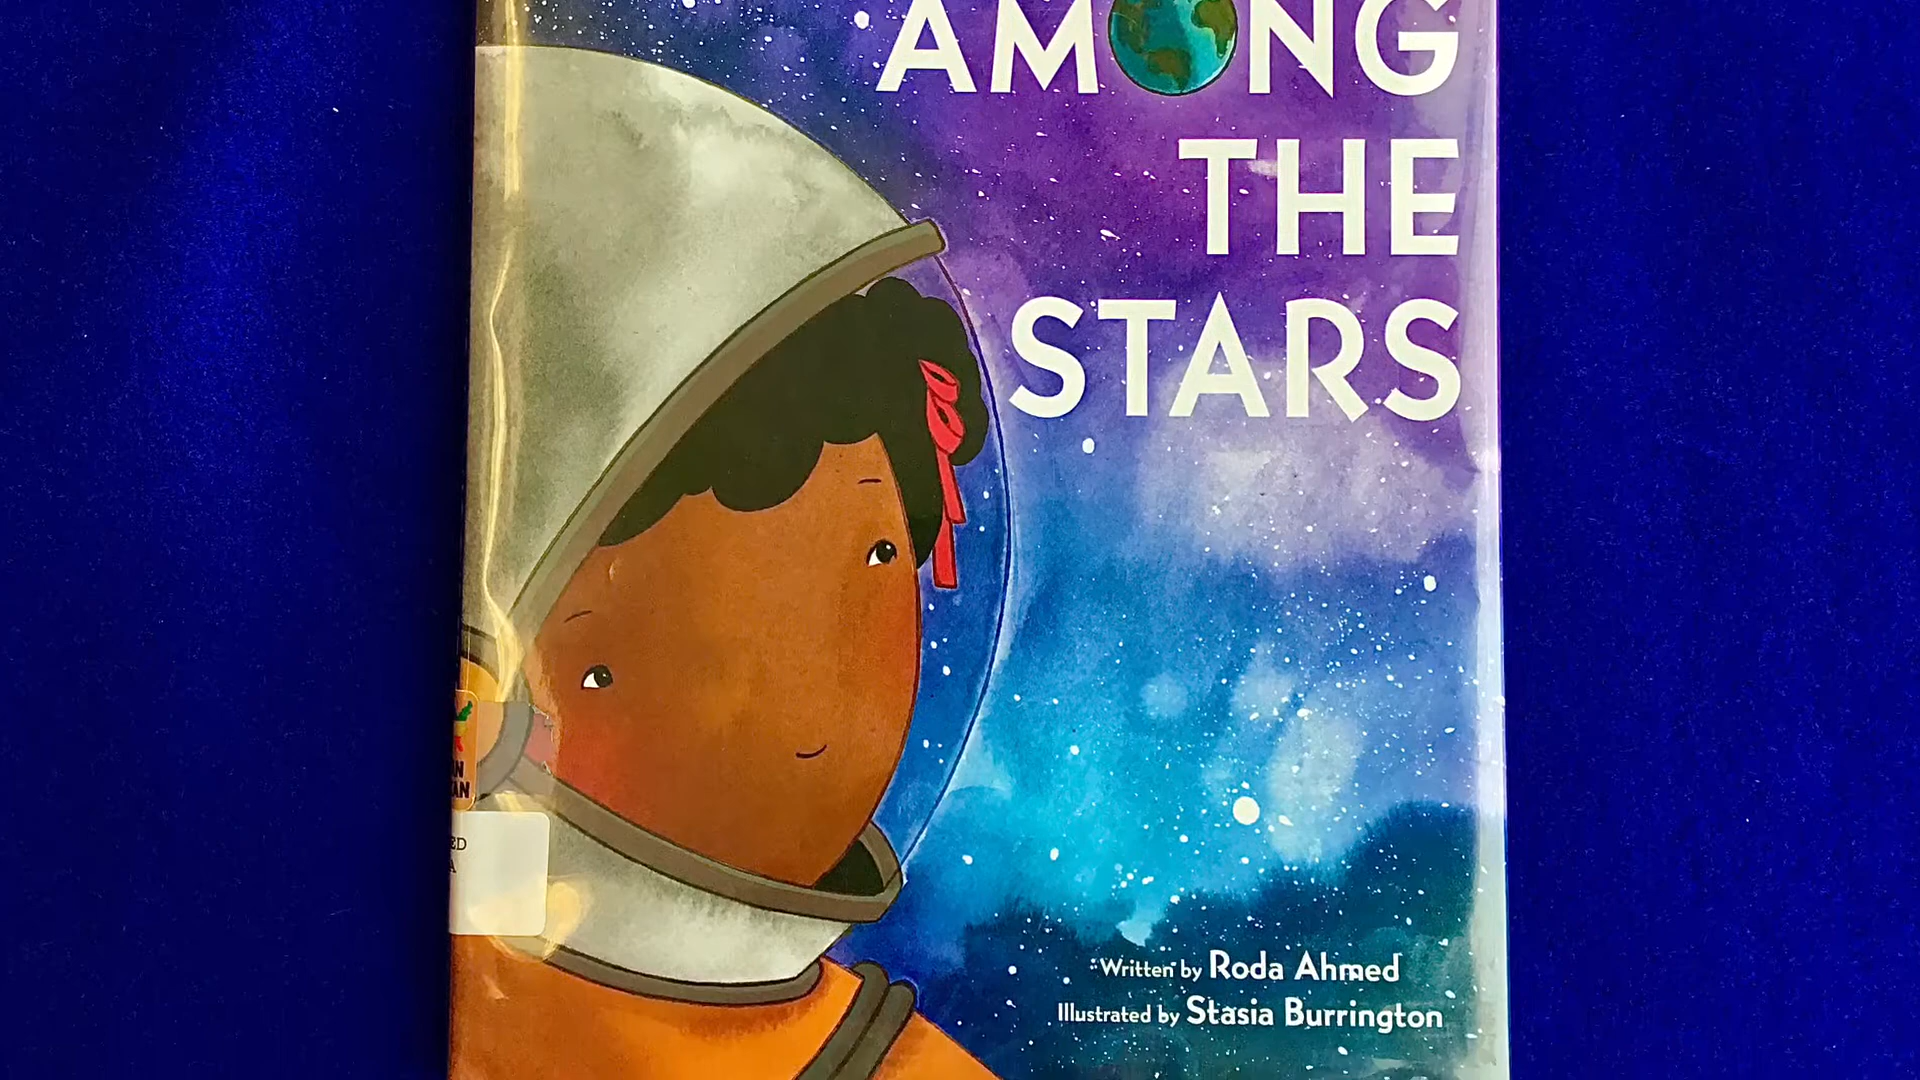 AMONG
THE
STARS
Written by Roda Ahmed
Illustrated by Stasia Burrington